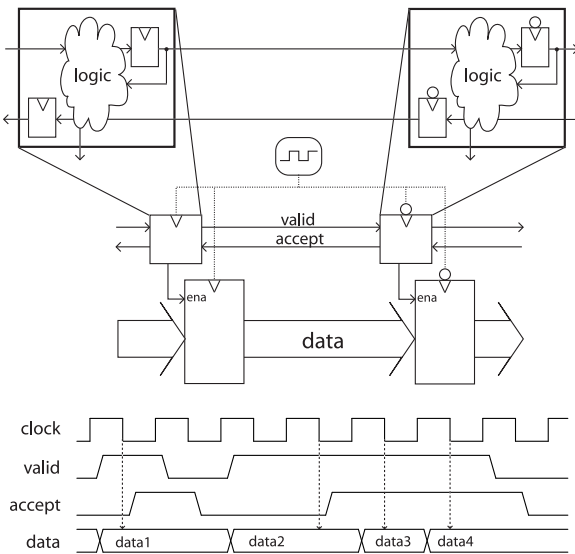 logic
logic
valid
accept
ena
ena
data
clock
valid
accept
data data1 data2 data3 data4